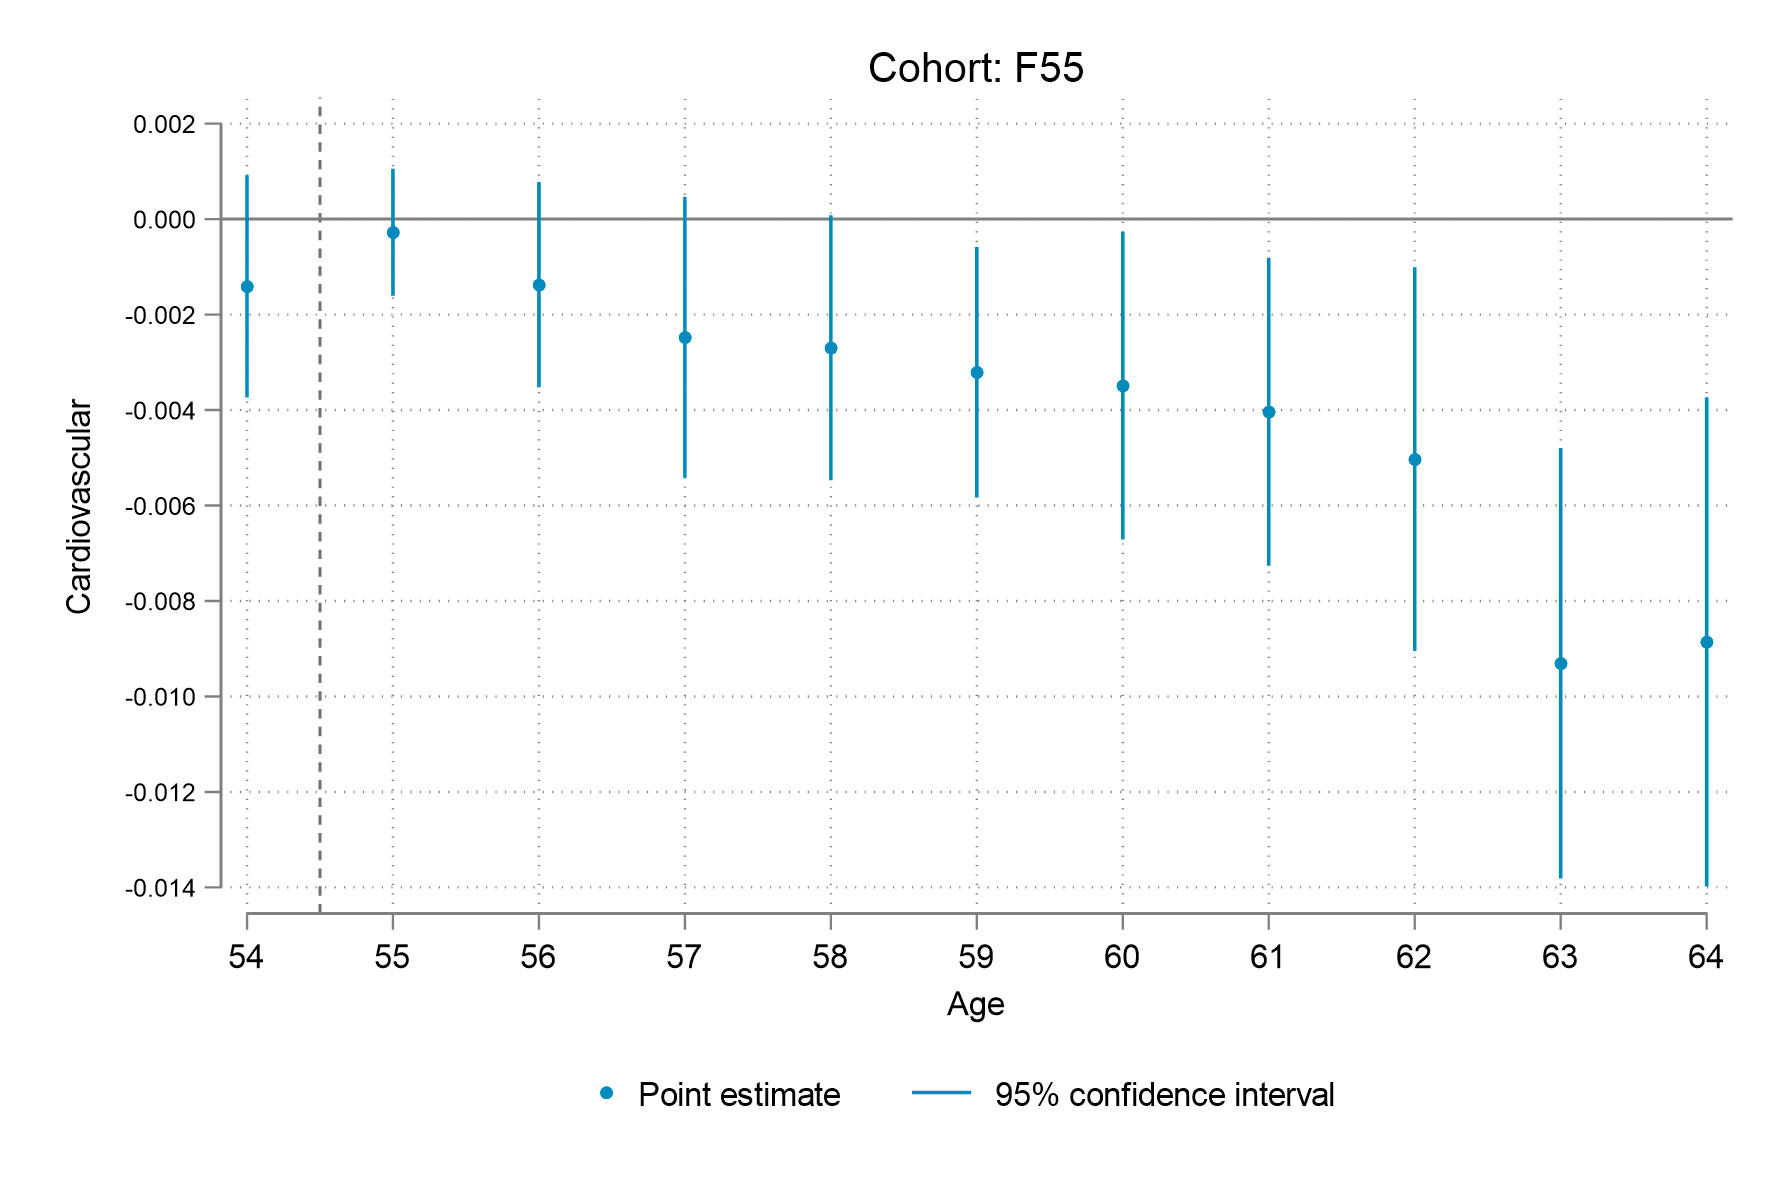 Cohort: F55
0.002
0.000
-0.002
-0.004
-0.006
-0.008
-0.010
-0.012
-0.014
Cardiovascular
54 55 56 57 58 59 60 61 62 63 64
Age
Point estimate 95% confidence interval